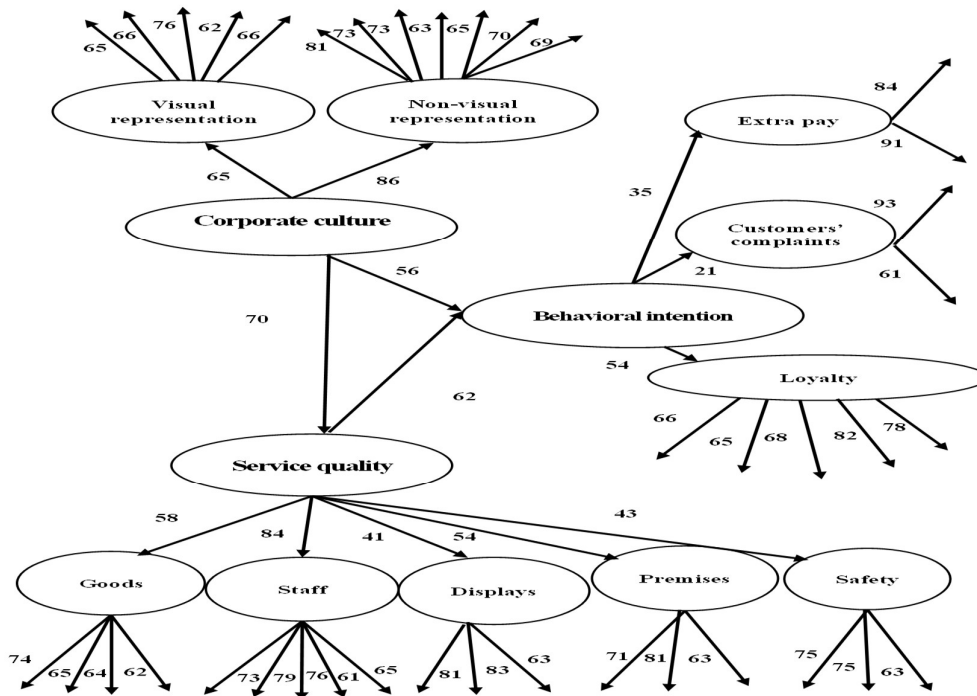 65 66 76 62 66
81 73 73 63 65 70 69
Visual
representation
Non-visual
representation
84
Extra pay
91
65
86
35
93
Corporate culture
Customers'
complaints
56
21
61
70
Behavioral intention
54
62
Loyalty
66 65 68 82 78
Service quality
58 84 41 54 43
Goods
Staff
Displays
Premises
Safety
74 65 64 62
73 79 76 61 65
81 83 63
71 81 63
75 75 63